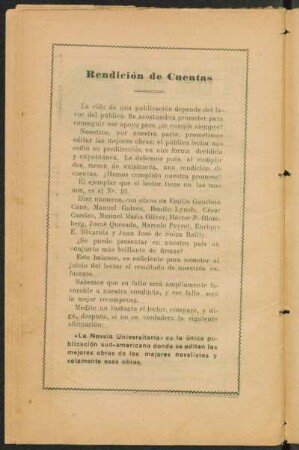 Rendición de Cuentas
La vida de una publicación depende del fa-
vor del público. Se acostumbra prometer para
conseguir ese apoyo para ¡no cumplir siempre!
Nosotros, por nuestra parte, prometimos
editar las mejores obras; el público lector nos
cedió su predilección en una forma decidida
y expontánea. Le debemos pues, al cumplir
diez meses de existencia, una rendición de
cuentas. ¿Hemos cumplido nuestra promesa?
El ejemplar que el lector tiene en las ma-
nos, es el No. 10.
Diez números, con obras de Eugilo Ganchon
Cané, Manuel Galvez, Benito Lynch, César
Carrizo, Manuel María Oliver, Héctor P. Blom-
berg, Josué Quesada, Marcelo Peyret, Enrique
E. Rivarola y Juan José de Soiza Reilly.
¿Se puede presentar en nuestro país un
conjunto más brillante de firmas?
Este balance, es suficiente para someter al
juicio del lector el resultado de nuestros es-
fuerzos.
Sabemos que su fallo será ampliamente fa-
vorable a nuestra conducta, y ese fallo será
la mejor recompensa.
Medite un instante el lector, compare, y di-
ga, después, si no es verdadera la siguiente
afirmación:
«La Novela Universitaria» es la única pu-
blicación sud-americana donde se editan las
mejores obras de los mejores novelistas y
solamente esas obras.